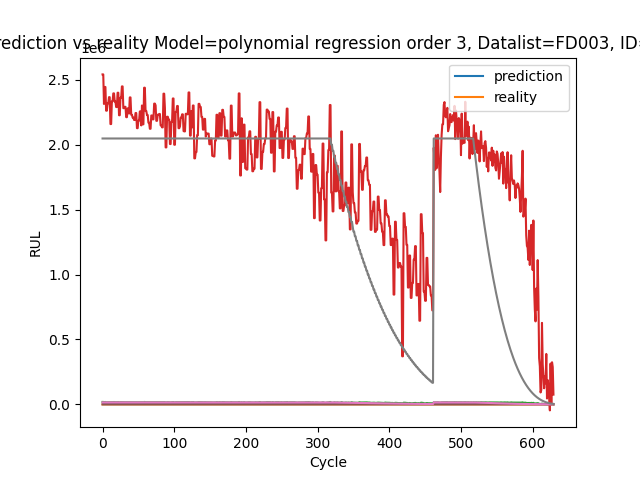 rediction vs reality Model=polynomial regression order 3, Datalist=FD003, ID=
1e6
prediction
reality
2.5
2.0
1.5
1.0
0.5
0.0
RUL
0 100 200 300 400 500 600
Cycle